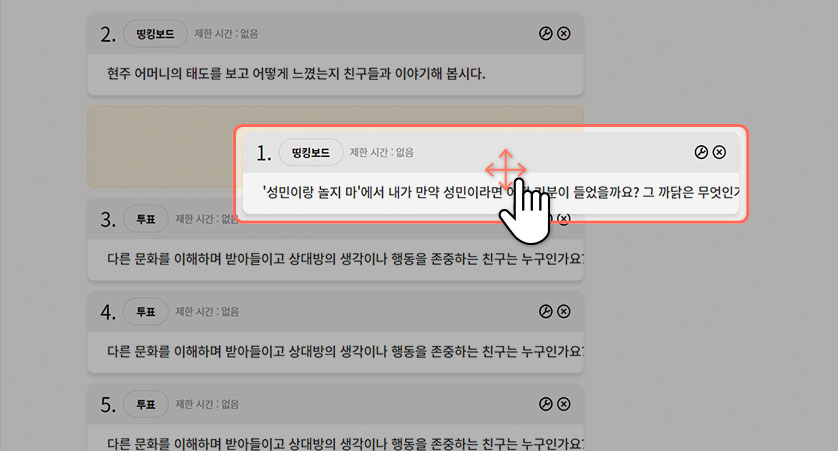 2. 띵킹보드 제한 시간 : 없음
현주 어머니의 태도를 보고 어떻게 느꼈는지 친구들과 이야기해 봅시다.
1. 띵킹보드 제한 시간 : 없음
'성민이랑 놀지 마'에서 내가 만약 성민이라면 기분이 들었을까요? 그 까닭은 무엇인가
3. 투표 제한 시간 : 없음
다른 문화를 이해하며 받아들이고 상대방의 생각이나 행동을 존중하는 친구는 누구인가요?
4. 투표 제한 시간 : 없음
다른 문화를 이해하며 받아들이고 상대방의 생각이나 행동을 존중하는 친구는 누구인가요?
5. 투표 제한 시간 : 없음
다른 문화를 이해하며 받아들이고 상대방의 생각이나 행동을 존중하는 친구는 누구인가요?